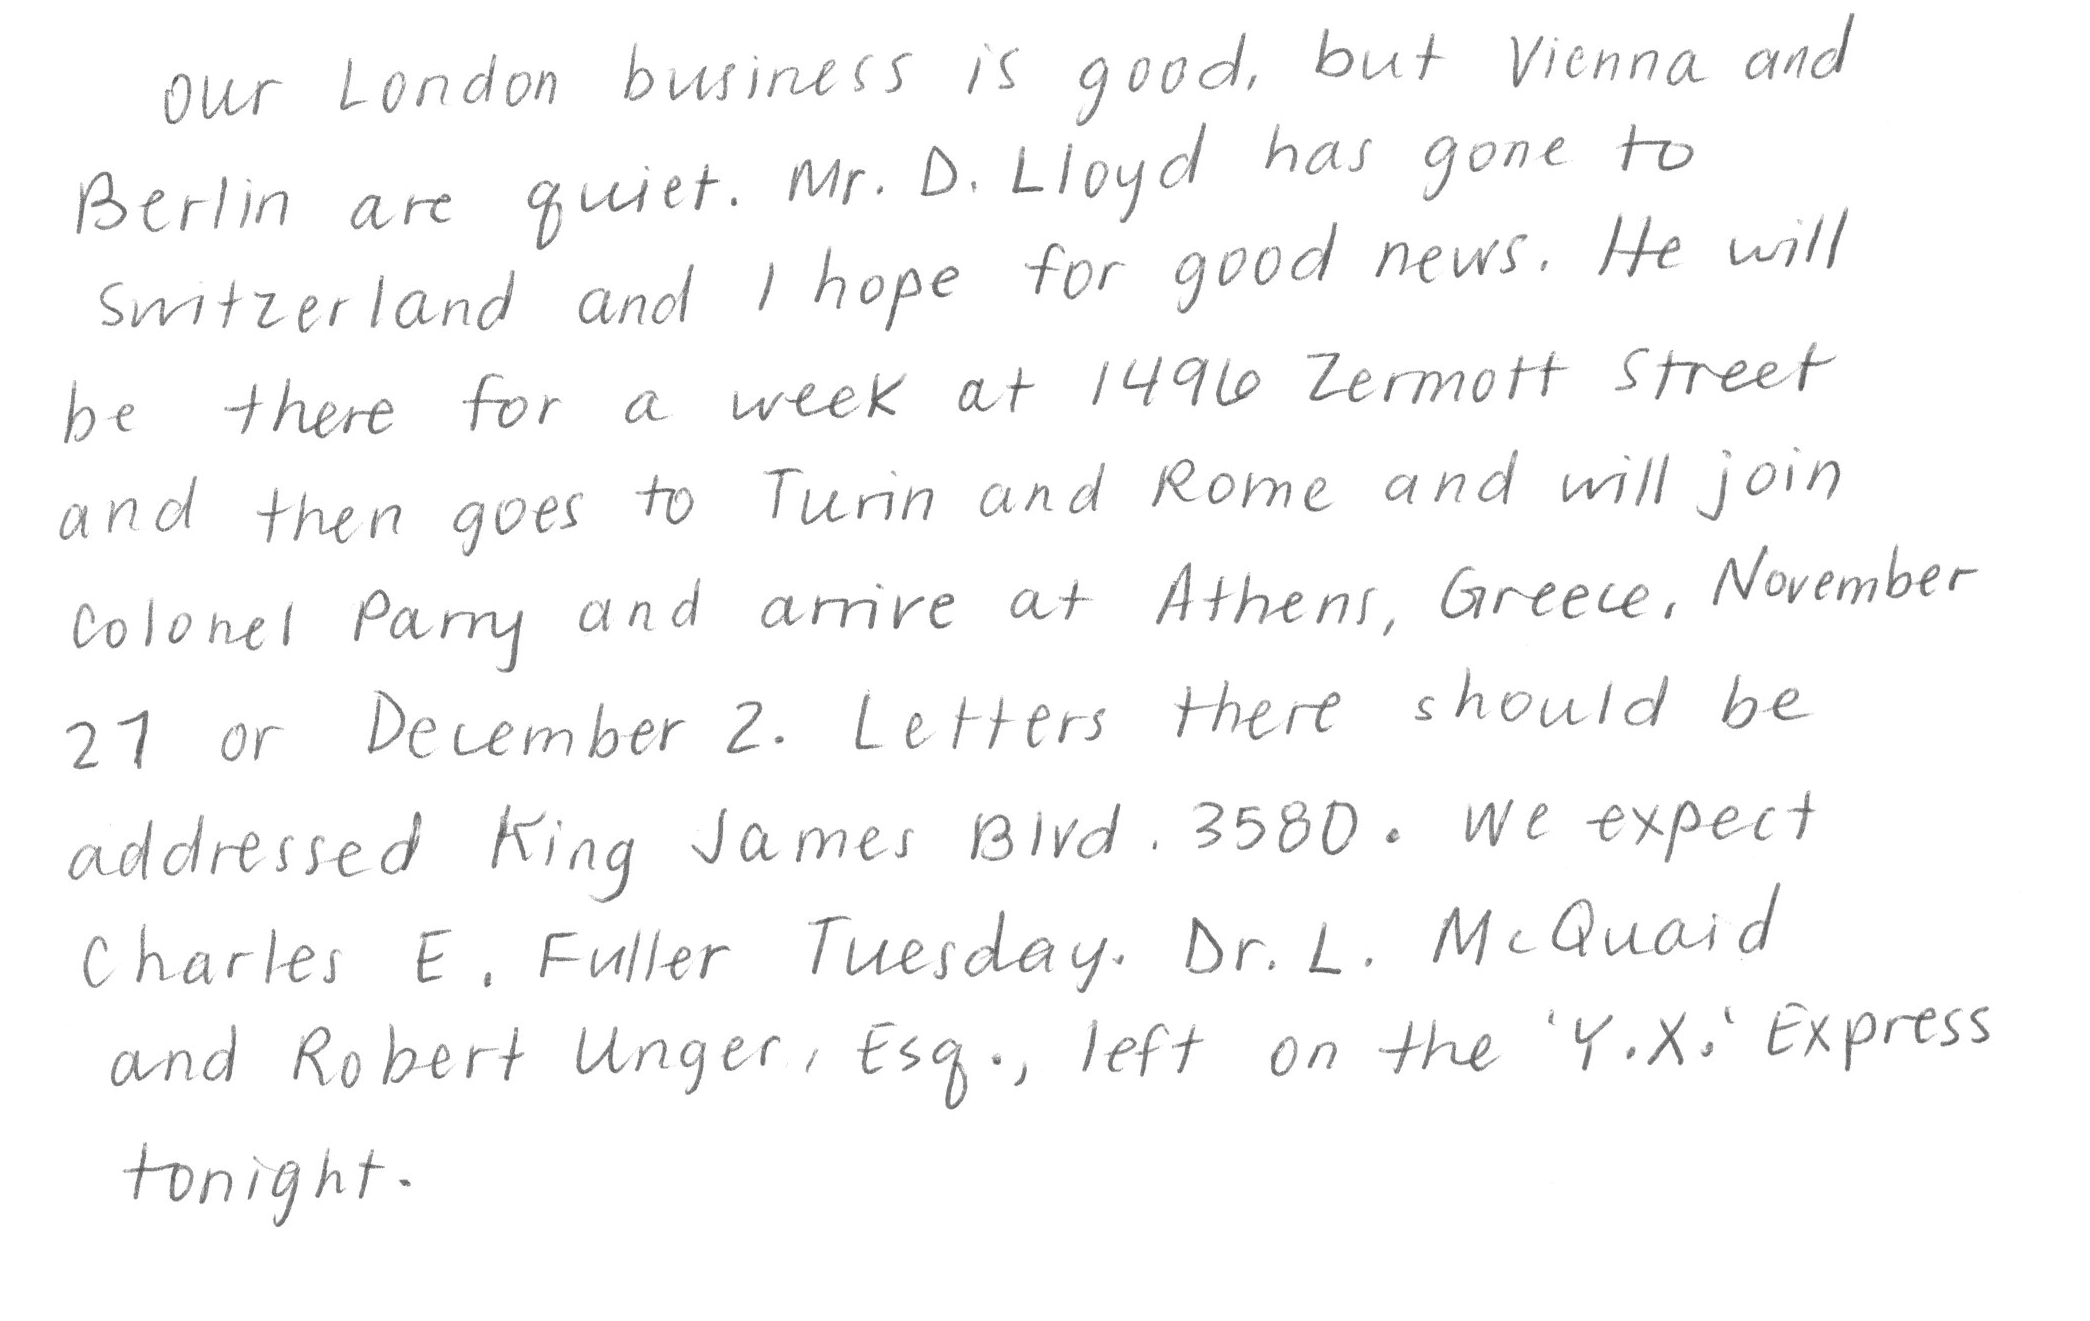 our London business is good, but Vienna and
Berlin are quiet. Mr. D. Lloyd has gone to
Switzerland and I hope for good news. He will
be there for a week at 1496 Zermott Street
and then goes to Turin and Rome and will join
Colonel Parry and arrive at Athens, Greece, November
27 or December 2. Letters there should be
addressed King James Blvd. 3580. We expect
Charles E. Fuller Tuesday. Dr. L. McQuaid
and Robert Unger, Esq., left on the 'Y.X.' Express
tonight.